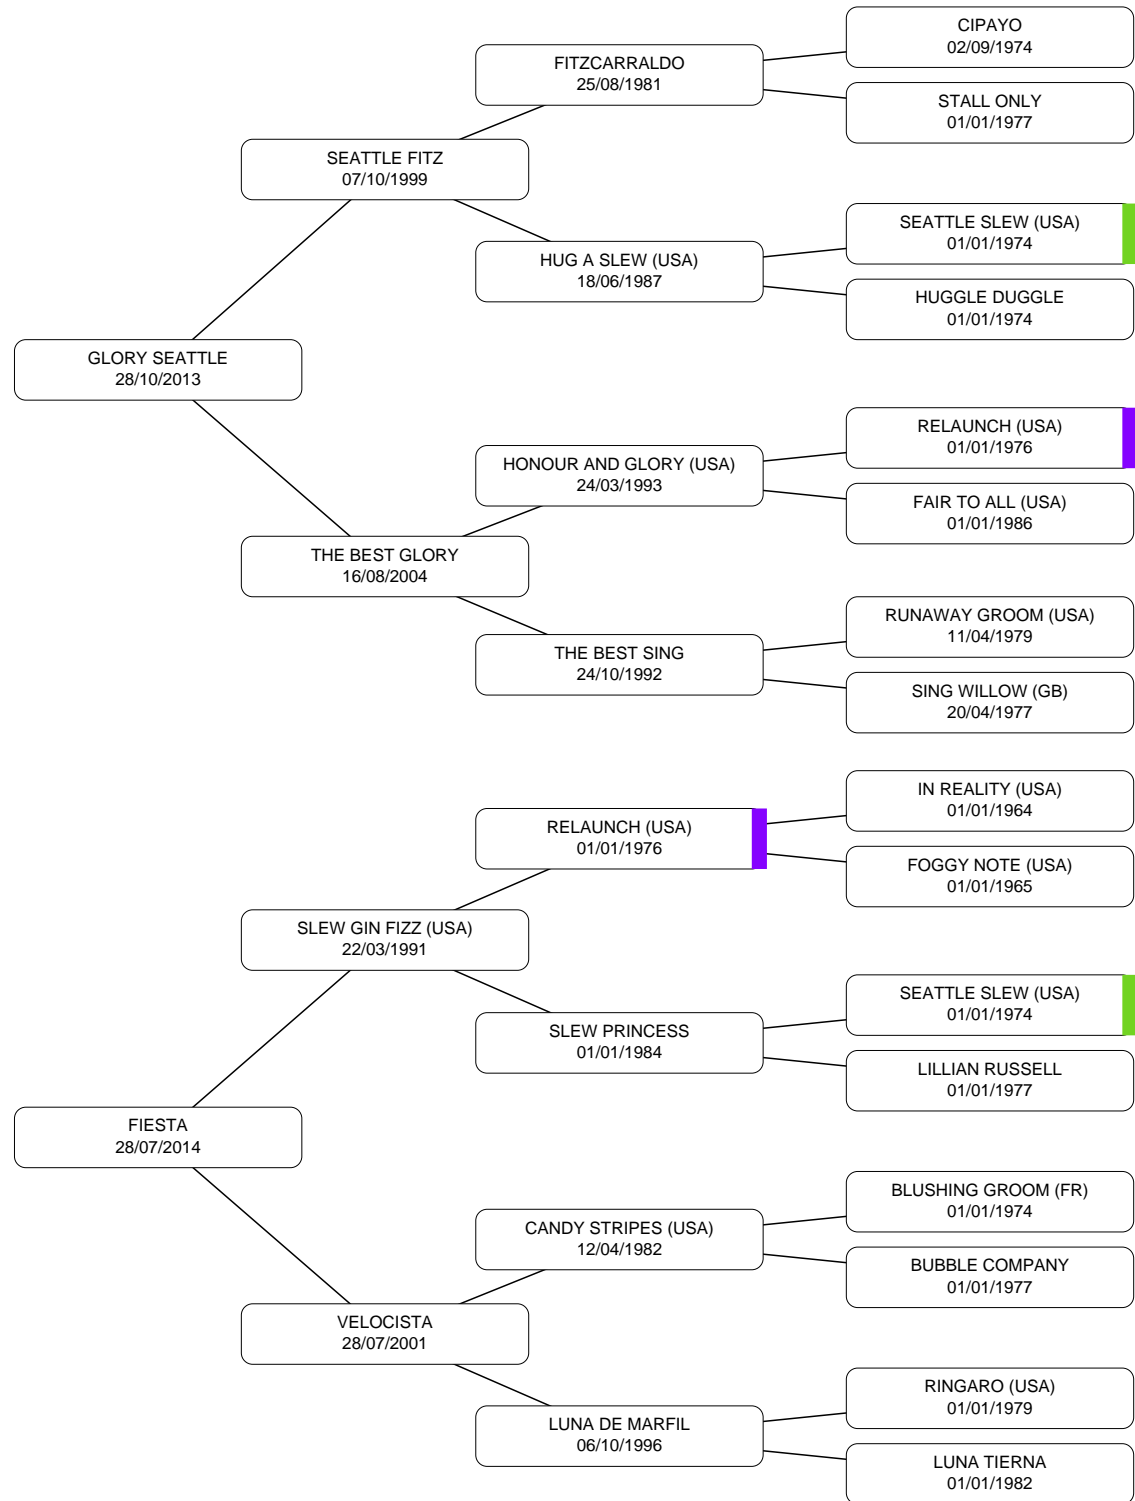 CIPAYO
02/09/1974
FITZCARRALDO
25/08/1981
STALL ONLY
01/01/1977
SEATTLE FITZ
07/10/1999
SEATTLE SLEW (USA)
01/01/1974
HUG A SLEW (USA)
18/06/1987
HUGGLE DUGGLE
01/01/1974
GLORY SEATTLE
28/10/2013
RELAUNCH (USA)
01/01/1976
HONOUR AND GLORY (USA)
24/03/1993
FAIR TO ALL (USA)
01/01/1986
THE BEST GLORY
16/08/2004
RUNAWAY GROOM (USA)
11/04/1979
THE BEST SING
24/10/1992
SING WILLOW (GB)
20/04/1977
IN REALITY (USA)
01/01/1964
RELAUNCH (USA)
01/01/1976
FOGGY NOTE (USA)
01/01/1965
SLEW GIN FIZZ (USA)
22/03/1991
SEATTLE SLEW (USA)
01/01/1974
SLEW PRINCESS
01/01/1984
LILLIAN RUSSELL
01/01/1977
FIESTA
28/07/2014
BLUSHING GROOM (FR)
01/01/1974
CANDY STRIPES (USA)
12/04/1982
BUBBLE COMPANY
01/01/1977
VELOCISTA
28/07/2001
RINGARO (USA)
01/01/1979
LUNA DE MARFIL
06/10/1996
LUNA TIERNA
01/01/1982